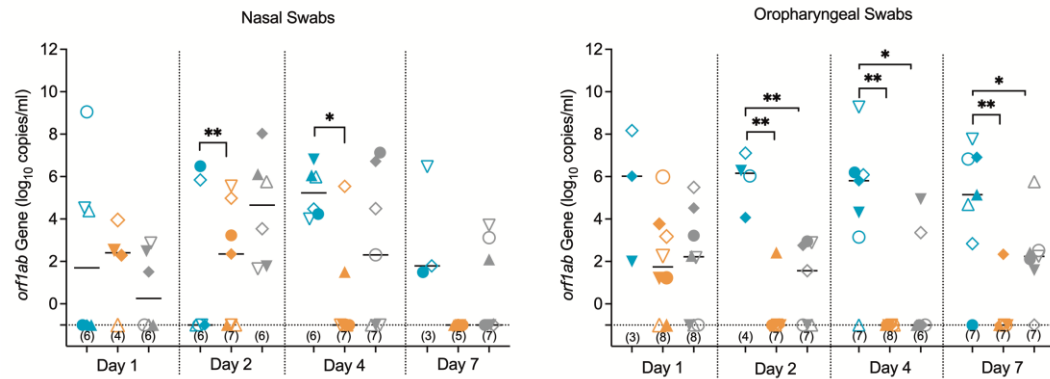 Nasal Swabs
orf1ab Gene (log10 copies/ml)
12
10
8
6
4
2
0
** *
(6) (4) (6) (6) (7) (6) (6) (7) (7) (3) (5) (7)
Day 1 Day 2 Day 4 Day 7
Oropharyngeal Swabs
orf1ab Gene (log10 copies/ml)
12
10
8
6
4
2
0
* ** ** ** * **
(3) (8) (8) (4) (7) (7) (7) (8) (6) (7) (7) (7)
Day 1 Day 2 Day 4 Day 7